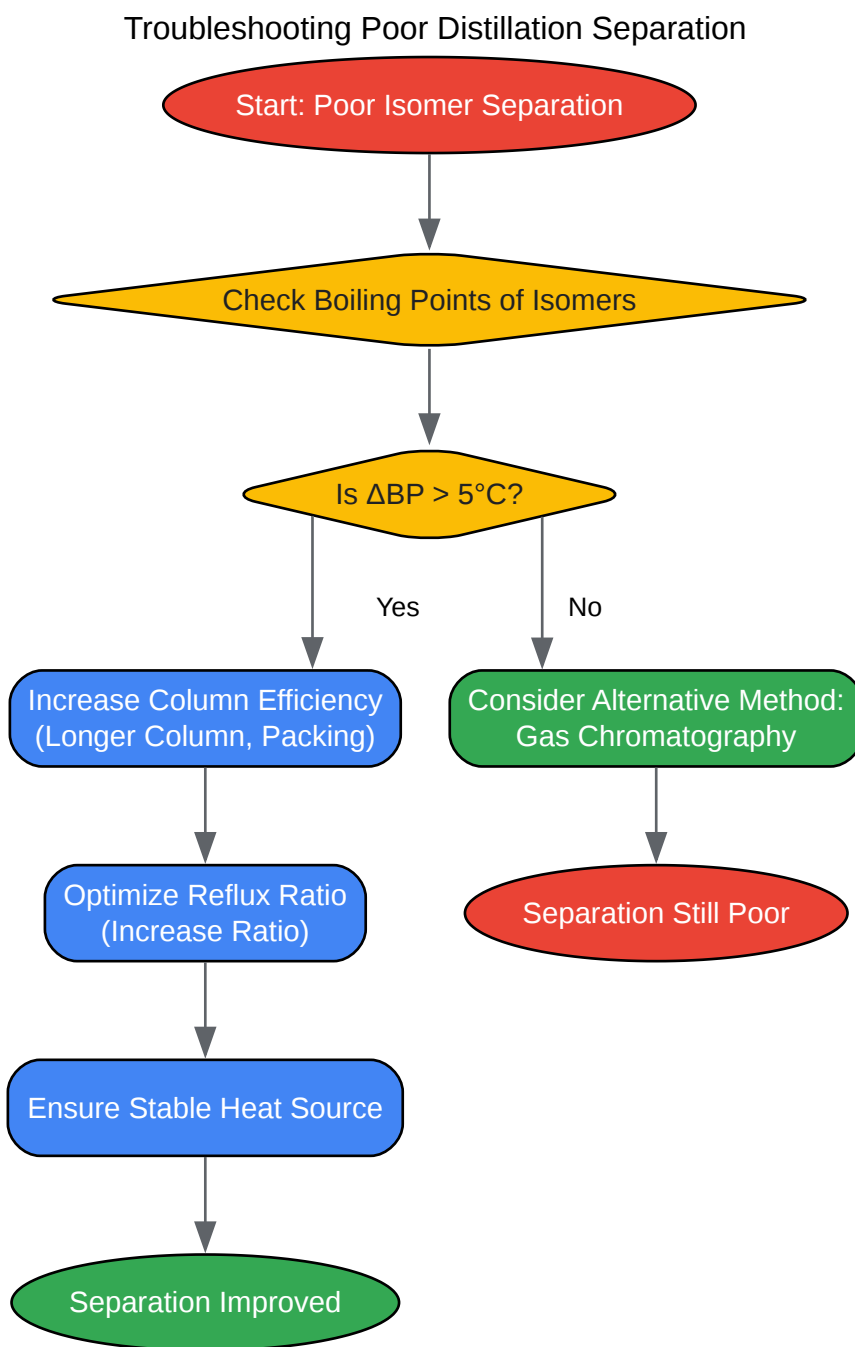 Troubleshooting Poor Distillation Separation
Start: Poor Isomer Separation
Check Boiling Points of Isomers
Is ΔBP > 5°C?
Yes
No
Increase Column Efficiency
(Longer Column, Packing)
Consider Alternative Method:
Gas Chromatography
Optimize Reflux Ratio
(Increase Ratio)
Separation Still Poor
Ensure Stable Heat Source
Separation Improved